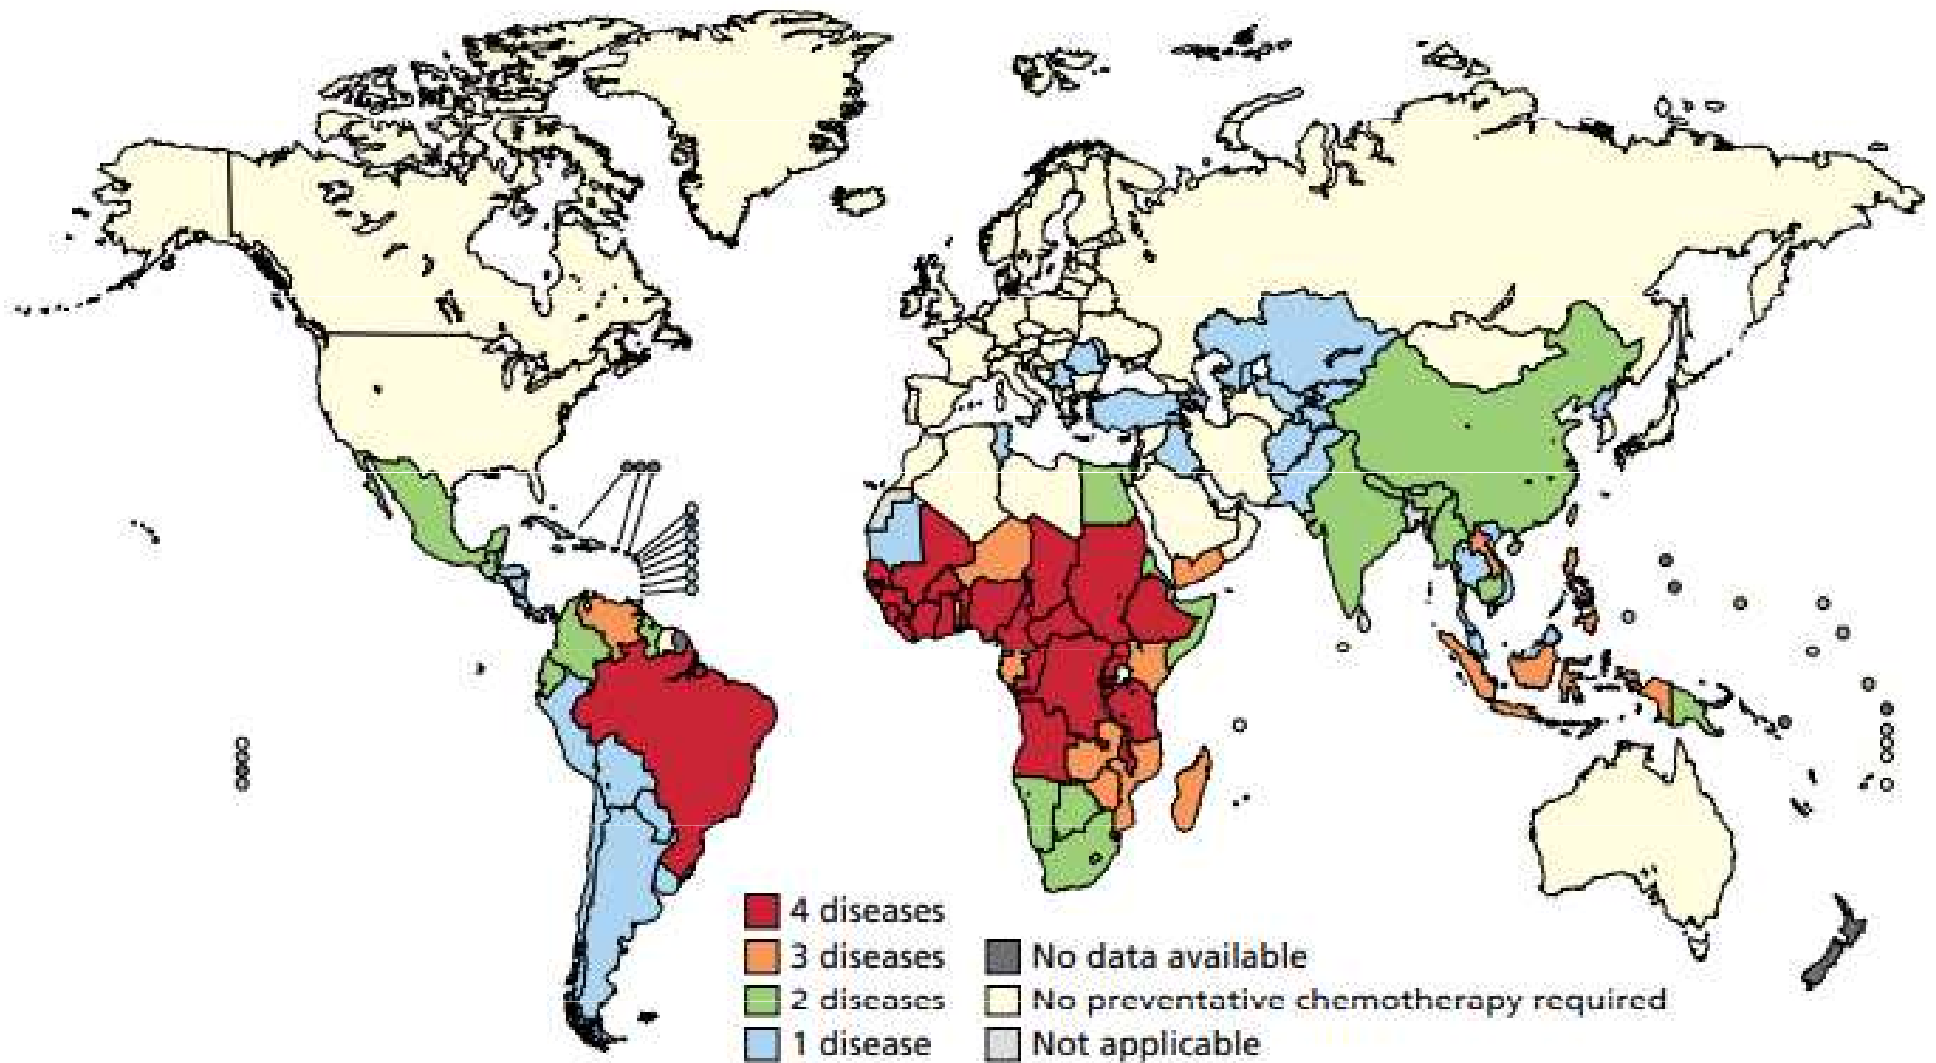 4 diseases
3 diseases
2 diseases
1 disease
No data available
No preventative chemotherapy required
Not applicable